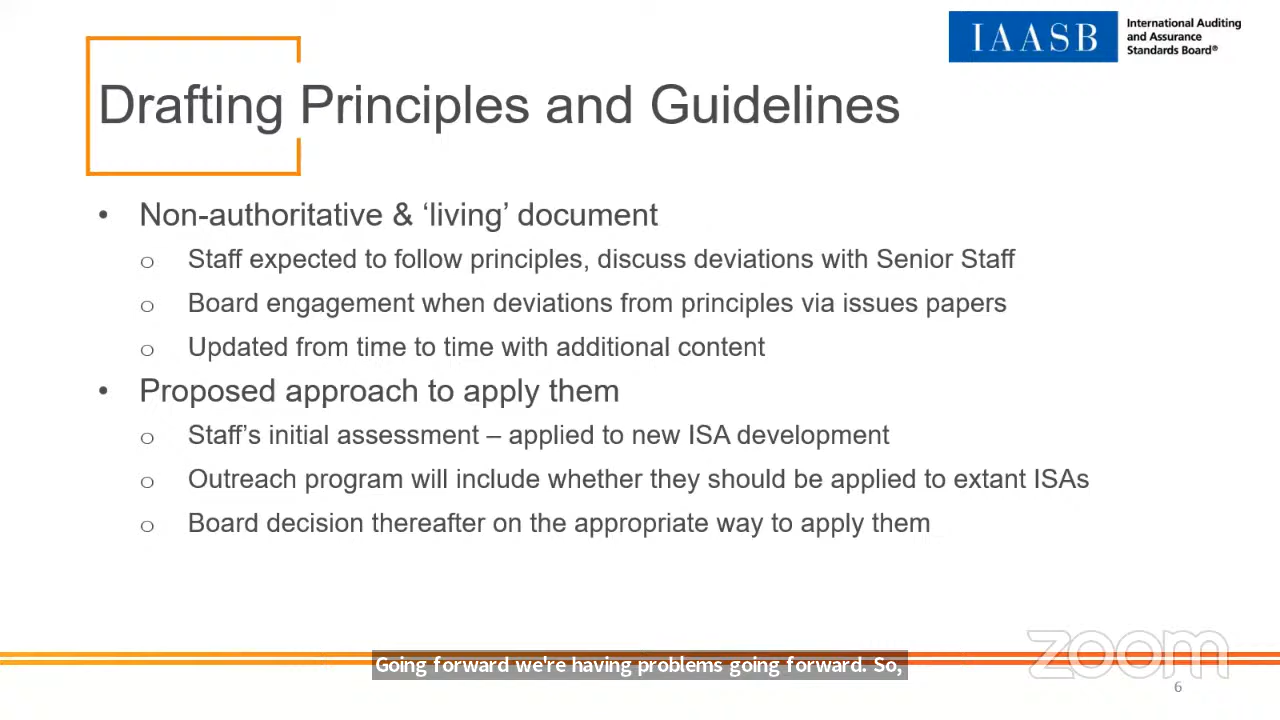 IAASB
International Auditing
and Assurance
Standards Board®
Drafting Principles and Guidelines
• Non-authoritative & ‘living’ document
o Staff expected to follow principles, discuss deviations with Senior Staff
o Board engagement when deviations from principles via issues papers
o Updated from time to time with additional content
• Proposed approach to apply them
o Staff’s initial assessment – applied to new ISA development
o Outreach program will include whether they should be applied to extant ISAs
o Board decision thereafter on the appropriate way to apply them
zoom
Going forward we're having problems going forward. So,
6